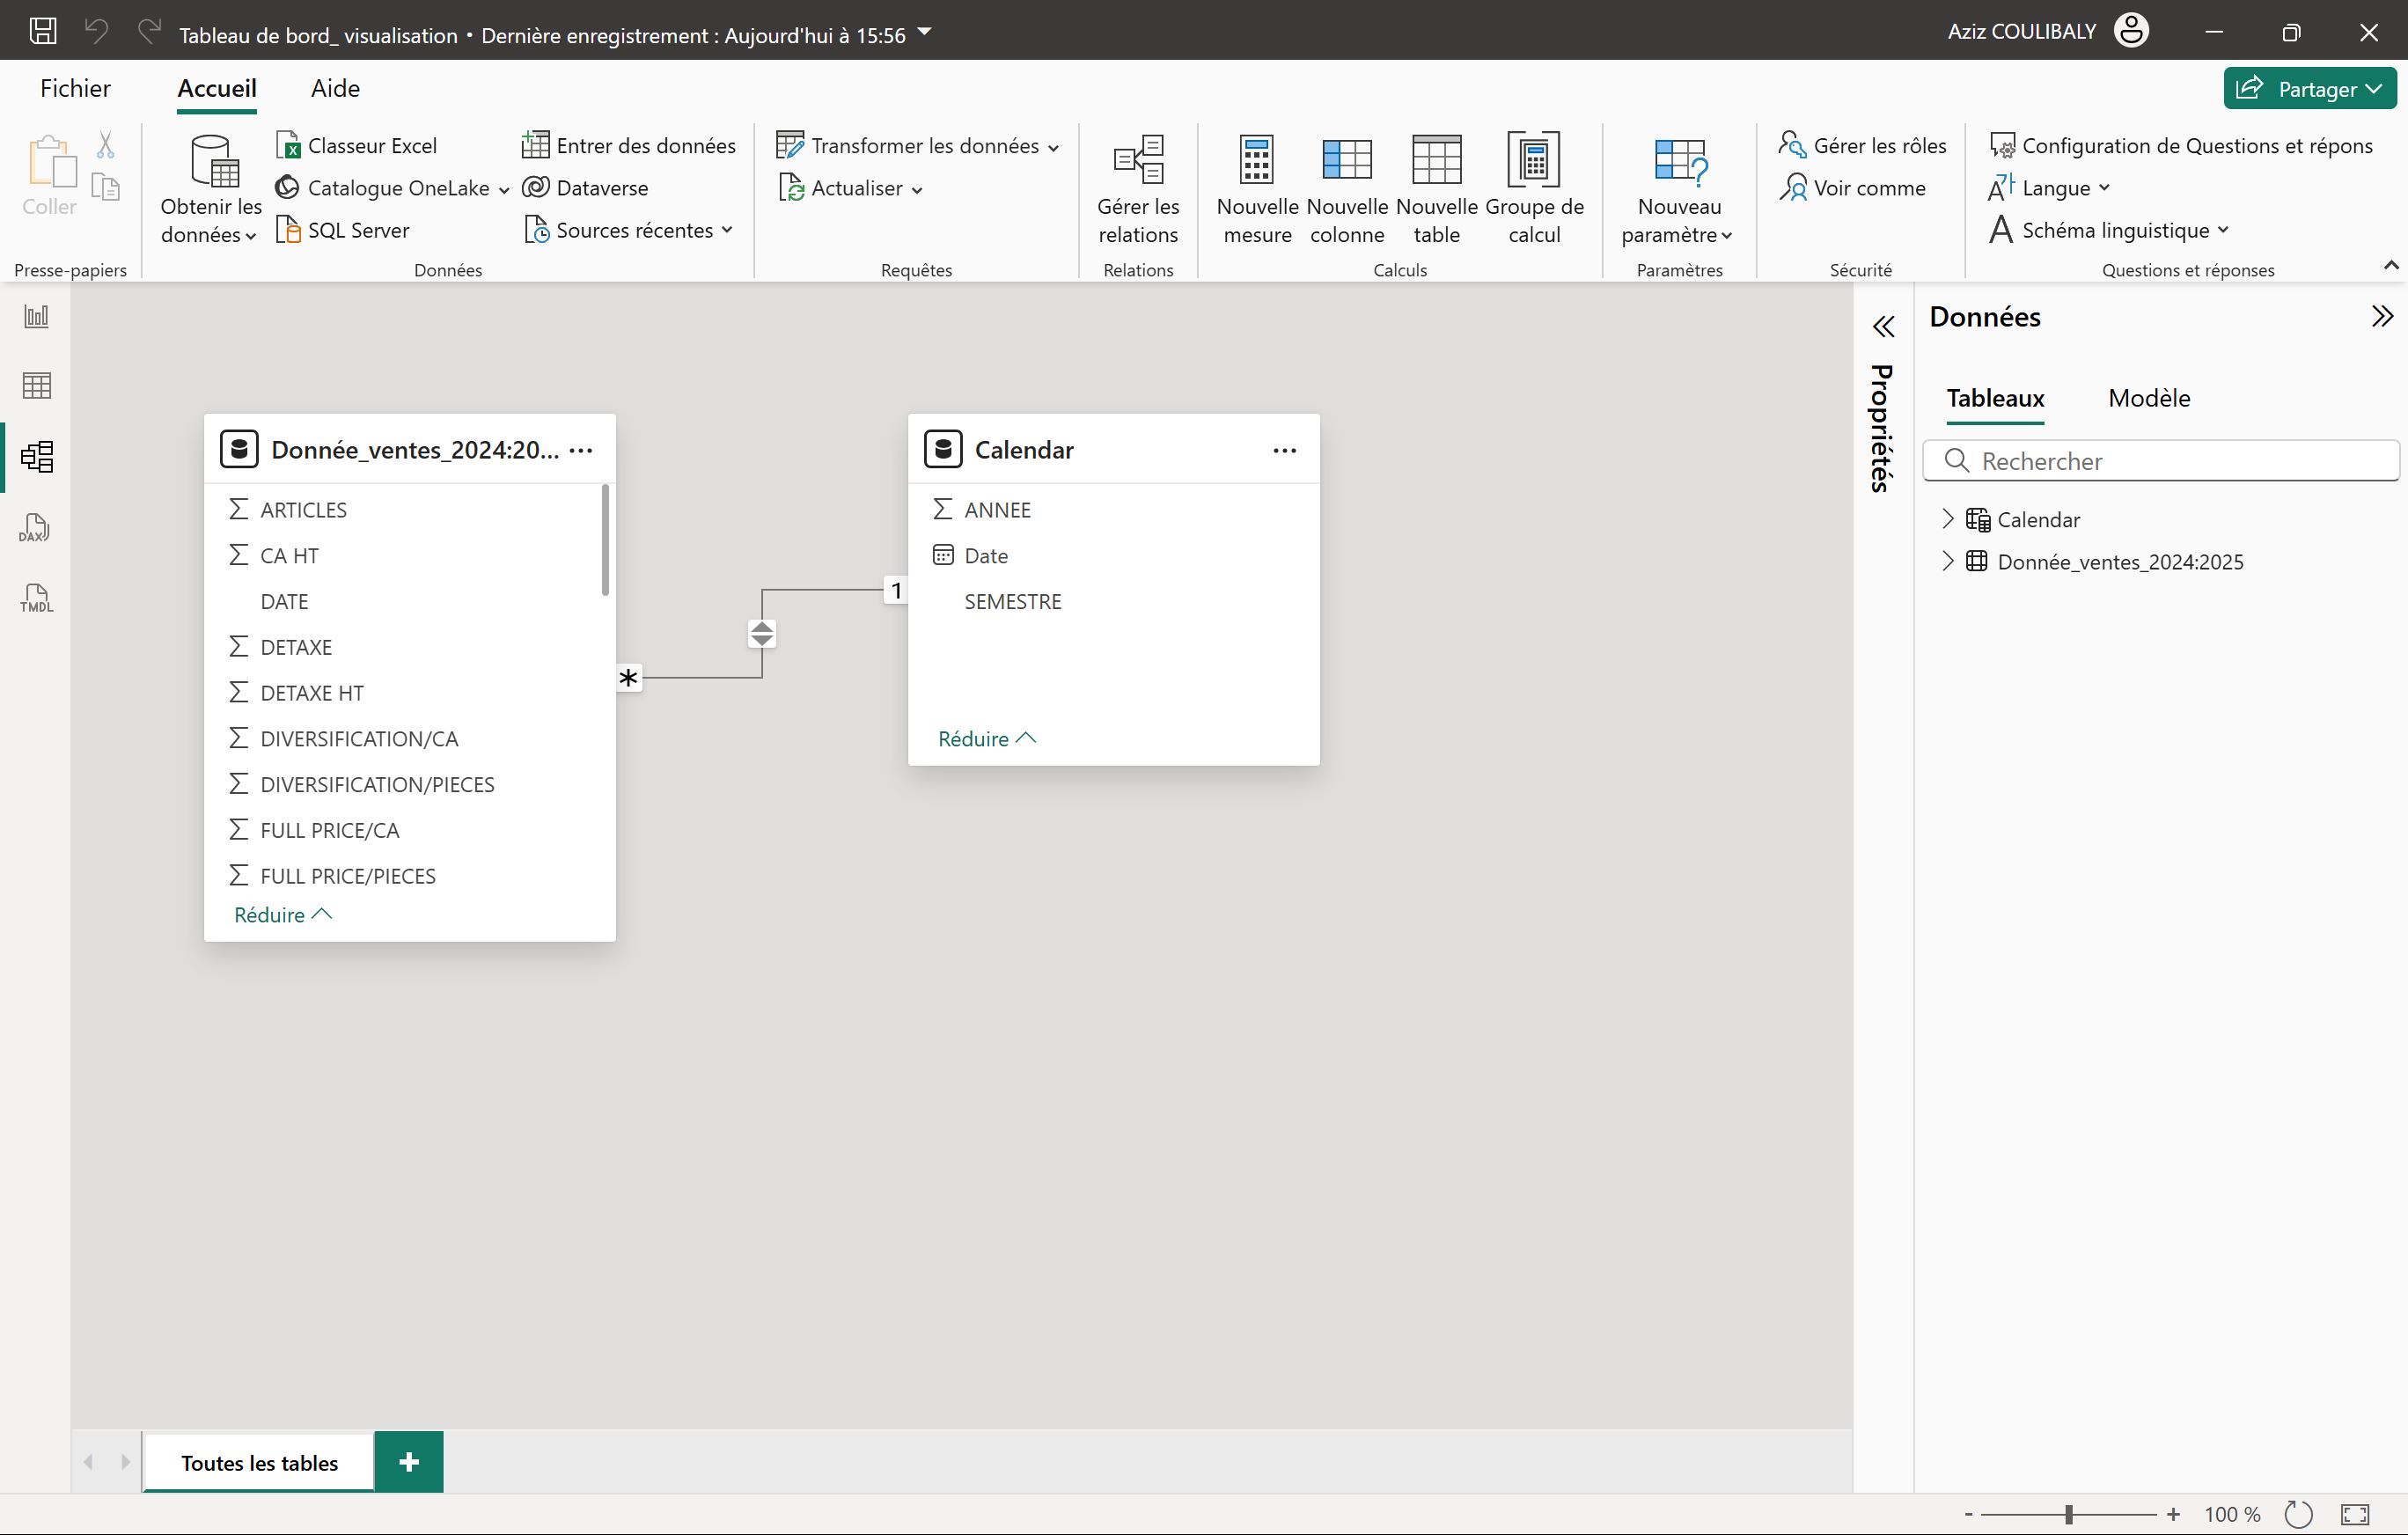 Tableau de bord_ visualisation • Dernière enregistrement : Aujourd'hui à 15:56
Aziz COULIBALY
Fichier
Accueil
Aide
Partager
Coller
Presse-papiers
Obtenir les
données
Classeur Excel
Catalogue OneLake
SQL Server
Entrer des données
Dataverse
Sources récentes
Données
Transformer les données
Actualiser
Requêtes
Gérer les
relations
Relations
Nouvelle
mesure
Nouvelle
colonne
Nouvelle
table
Groupe de
calcul
Calculs
Nouveau
paramètre
Paramètres
Gérer les rôles
Voir comme
Sécurité
Configuration de Questions et répons
Langue
Schéma linguistique
Questions et réponses
DAX
TMDL
Donnée_ventes_2024:20... ...
ARTICLES
CA HT
DATE
DETAXE
DETAXE HT
DIVERSIFICATION/CA
DIVERSIFICATION/PIECES
FULL PRICE/CA
FULL PRICE/PIECES
Réduire
*
1
Calendar ...
ANNEE
Date
SEMESTRE
Réduire
Propriétés
Données
Tableaux
Modèle
Rechercher
Calendar
Donnée_ventes_2024:2025
Toutes les tables
+
- + 100 %